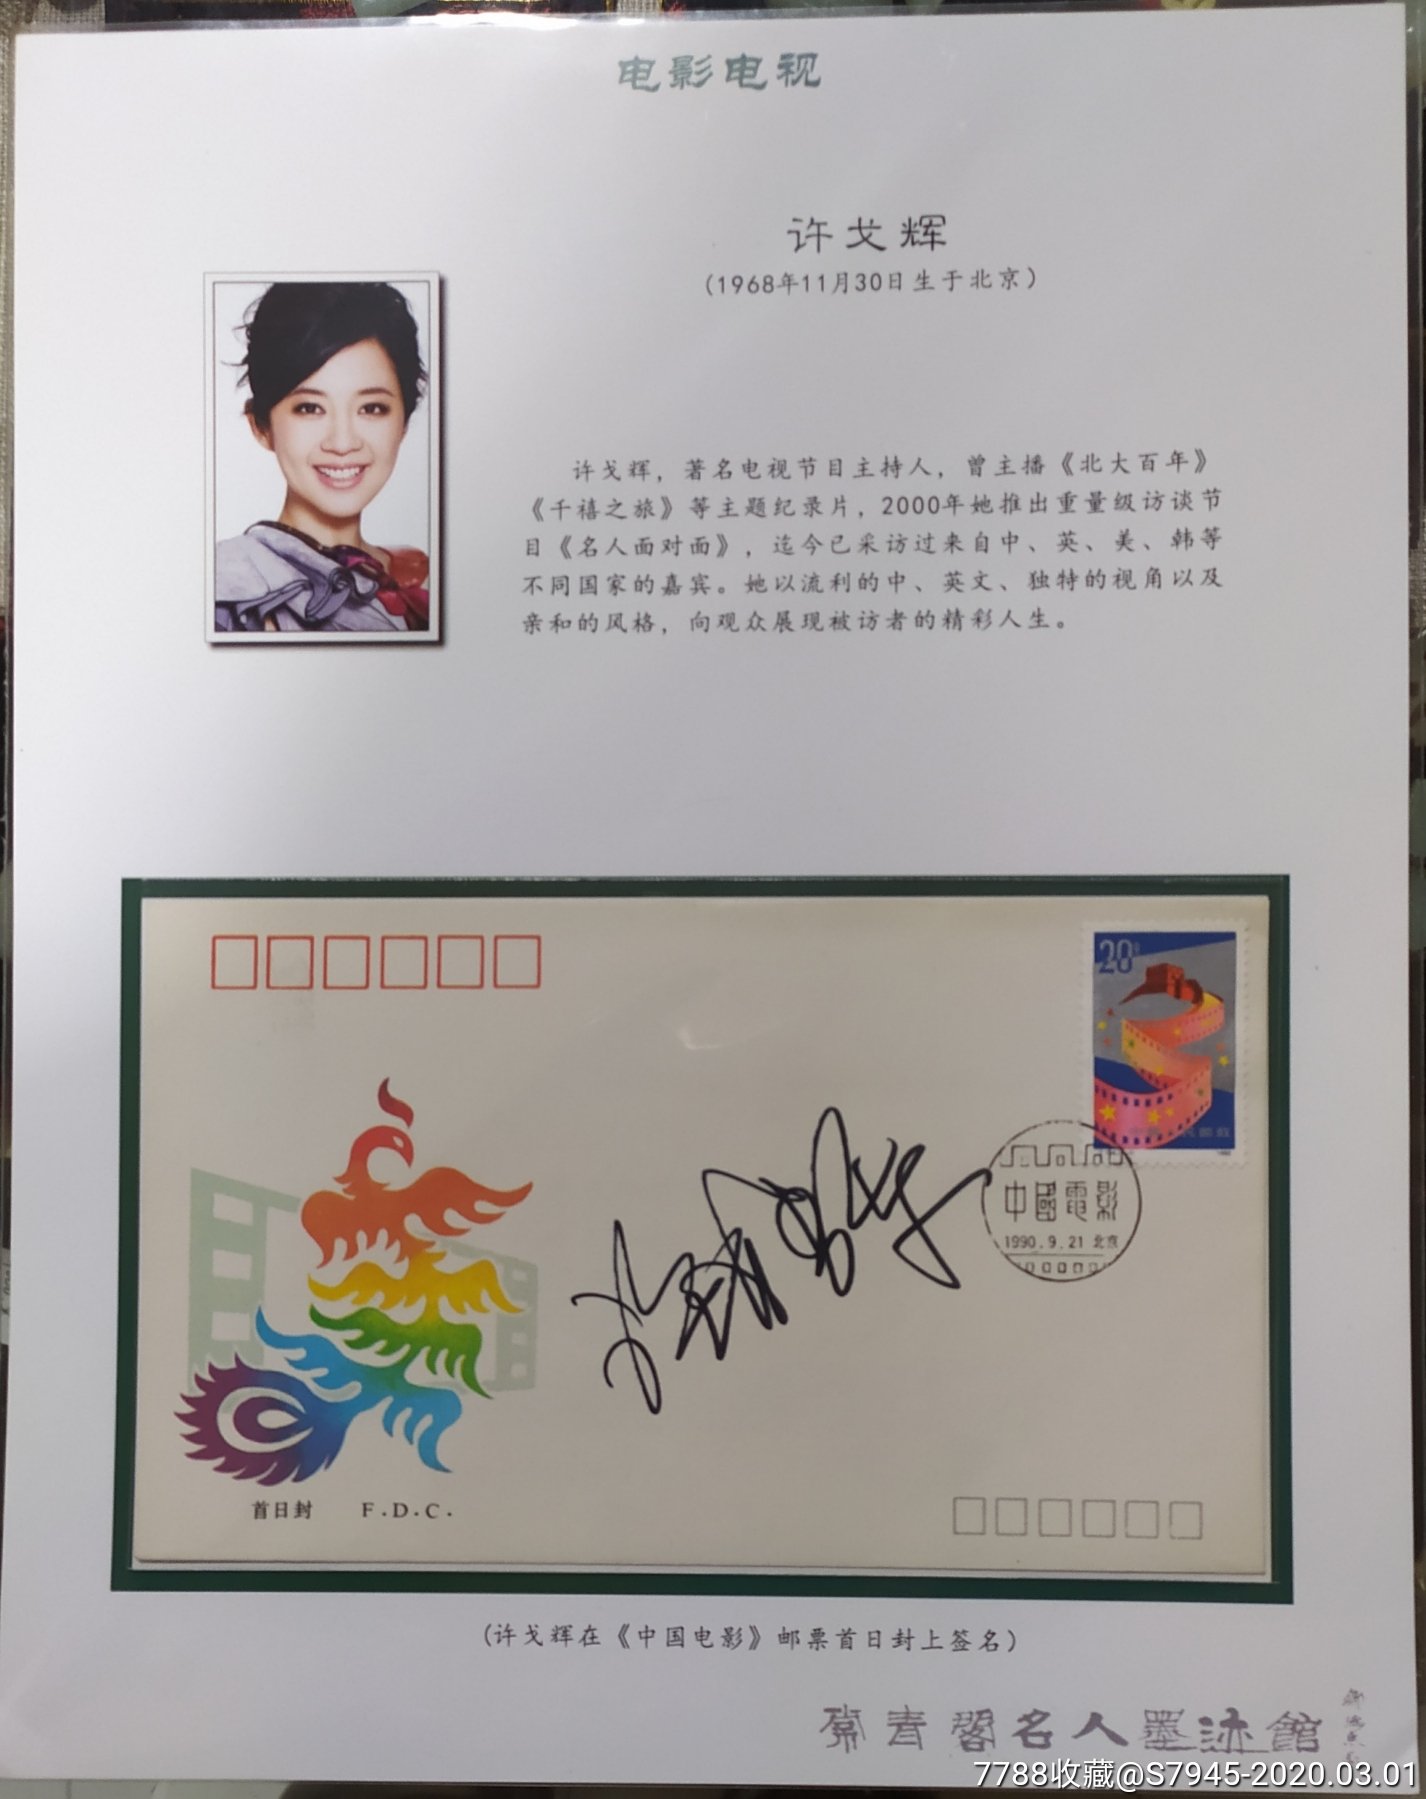 电影电视
许戈辉
（1968年11月30日生于北京）
许戈辉，著名电视节目主持人，曾主播《北大百年》
《千禧之旅》等主题纪录片，2000年她推出重量级访谈节
目《名人面对面》，迄今已采访过来自中、英、美、韩等
不同国家的嘉宾。她以流利的中、英文、独特的视角以及
亲和的风格，向观众展现被访者的精彩人生。
20分
中國電影
1990.9.21 北京
首日封 F.D.C.
(许戈辉在《中国电影》邮票首日封上签名)
常青閣名人墨迹館
7788收藏@S7945-2020.03.01